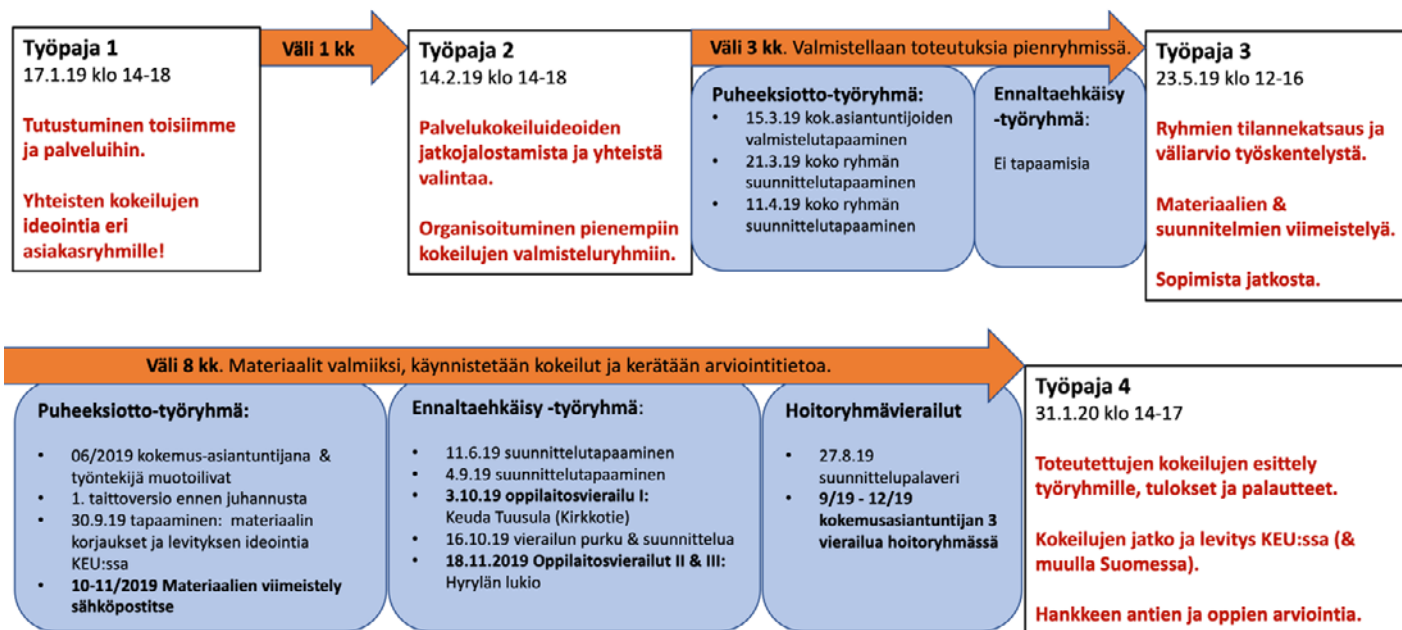 Työpaja 1
17.1.19 klo 14-18
Tutustuminen toisiimme
ja palveluihin.
Yhteisten kokeilujen
ideointia eri
asiakasryhmille!
Väli 1 kk
Työpaja 2
14.2.19 klo 14-18
Palvelukokeiluideoiden
jatkojalostamista ja yhteistä
valintaa.
Organisoituminen pienempiin
kokeilujen valmisteluryhmiin.
Väli 3 kk. Valmistellaan toteutuksia pienryhmissä.
Puheeksiotto-työryhmä:
• 15.3.19 kok.asiantuntijoiden
valmistelutapaaminen
• 21.3.19 koko ryhmän
suunnittelutapaaminen
• 11.4.19 koko ryhmän
suunnittelutapaaminen
Ennaltaehkäisy
-työryhmä:
Ei tapaamisia
Työpaja 3
23.5.19 klo 12-16
Ryhmien tilannekatsaus ja
väliarvio työskentelystä.
Materiaalien &
suunnitelmien viimeistelyä.
Sopimista jatkosta.
Väli 8 kk. Materiaalit valmiiksi, käynnistetään kokeilut ja kerätään arviointitietoa.
Puheeksiotto-työryhmä:
• 06/2019 kokemus-asiantuntijana &
työntekijä muotoilivat
• 1. taittoversio ennen juhannusta
• 30.9.19 tapaaminen: materiaalin
korjaukset ja levityksen ideointia
KEU:ssa
• 10-11/2019 Materiaalien viimeistely
sähköpostitse
Ennaltaehkäisy -työryhmä:
• 11.6.19 suunnittelutapaaminen
• 4.9.19 suunnittelutapaaminen
• 3.10.19 oppilaitosvierailu I:
Keuda Tuusula (Kirkkotie)
• 16.10.19 vierailun purku & suunnittelua
• 18.11.2019 Oppilaitosvierailut II & III:
Hyrylän lukio
Hoitoryhmävierailut
• 27.8.19
suunnittelupalaveri
• 9/19 - 12/19
kokemusasiantuntijan 3
vierailua hoitoryhmässä
Työpaja 4
31.1.20 klo 14-17
Toteutettujen kokeilujen esittely
työryhmille, tulokset ja palautteet.
Kokeilujen jatko ja levitys KEU:ssa (&
muulla Suomessa).
Hankkeen antien ja oppien arviointia.